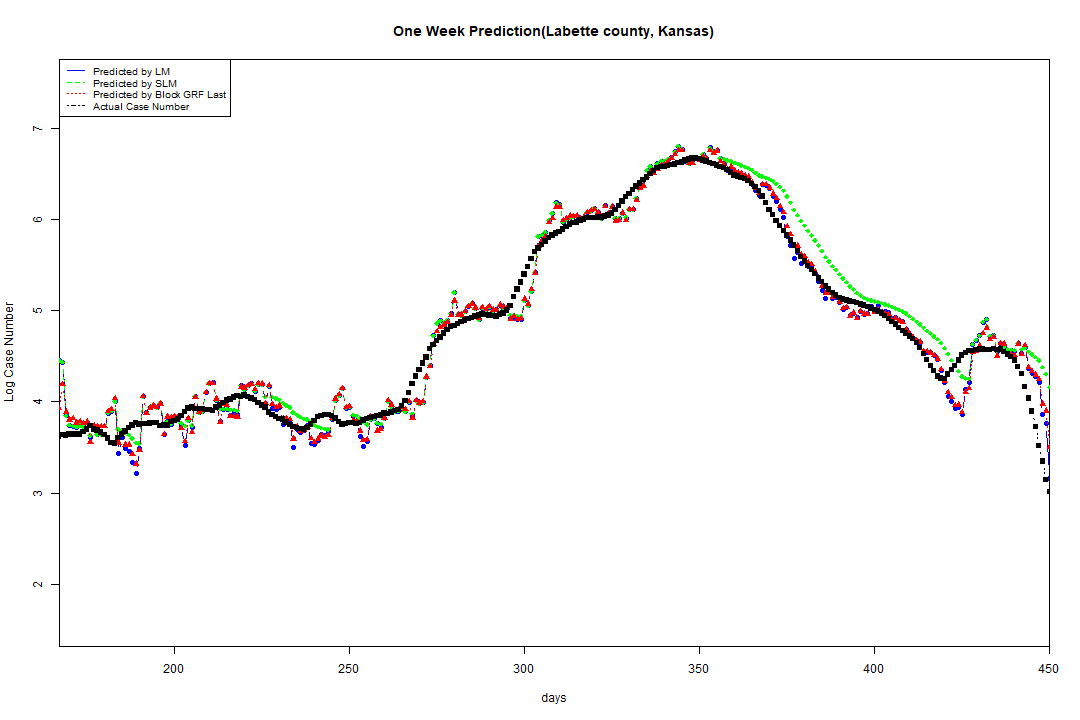 One Week Prediction(Labette county, Kansas)
Predicted by LM
Predicted by SLM
Predicted by Block GRF Last
Actual Case Number
7
6
5
4
3
2
Log Case Number
200 250 300 350 400 450
days